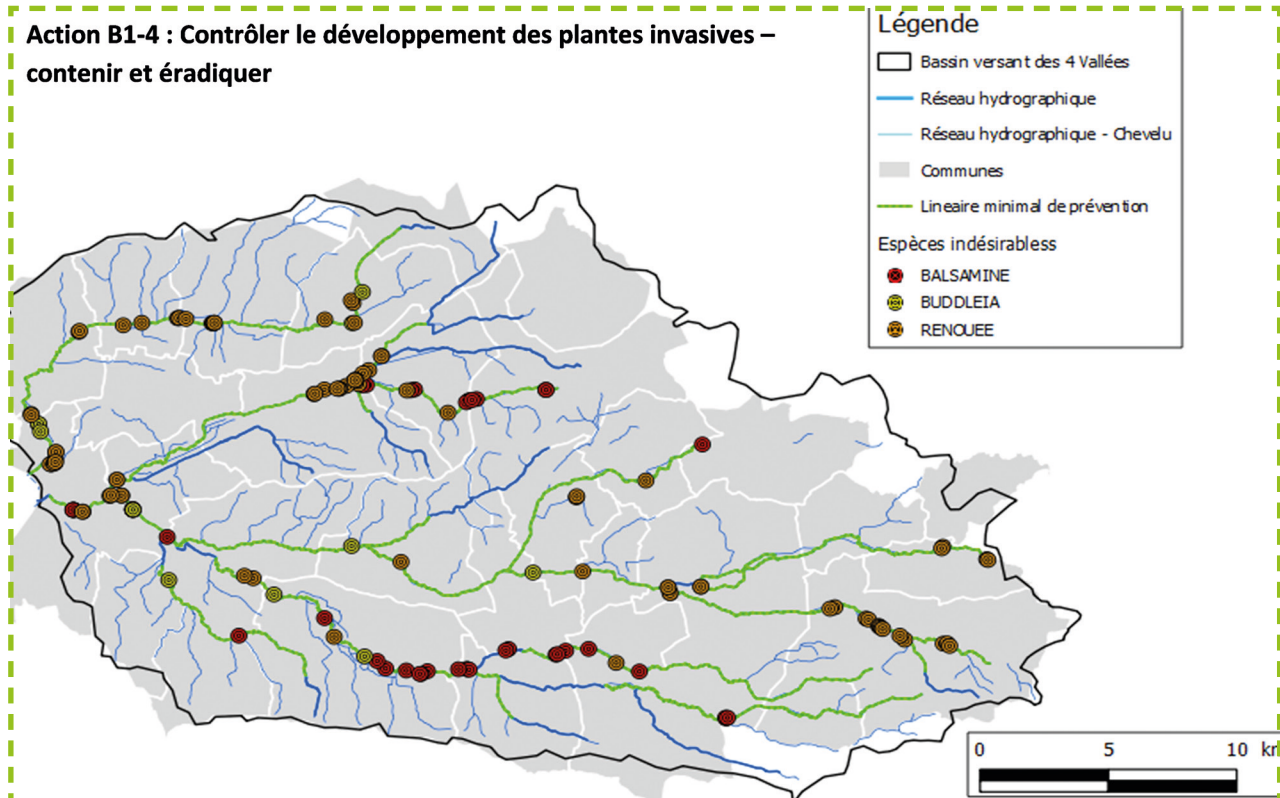 Action B1-4 : Contrôler le développement des plantes invasives –
contenir et éradiquer
Légende
Bassin versant des 4 Vallées
Réseau hydrographique
Réseau hydrographique - Chevelu
Communes
Lineaire minimal de prévention
Espèces indésirabless
BALSAMINE
BUDDLEIA
RENOUEE
0 5 10 km